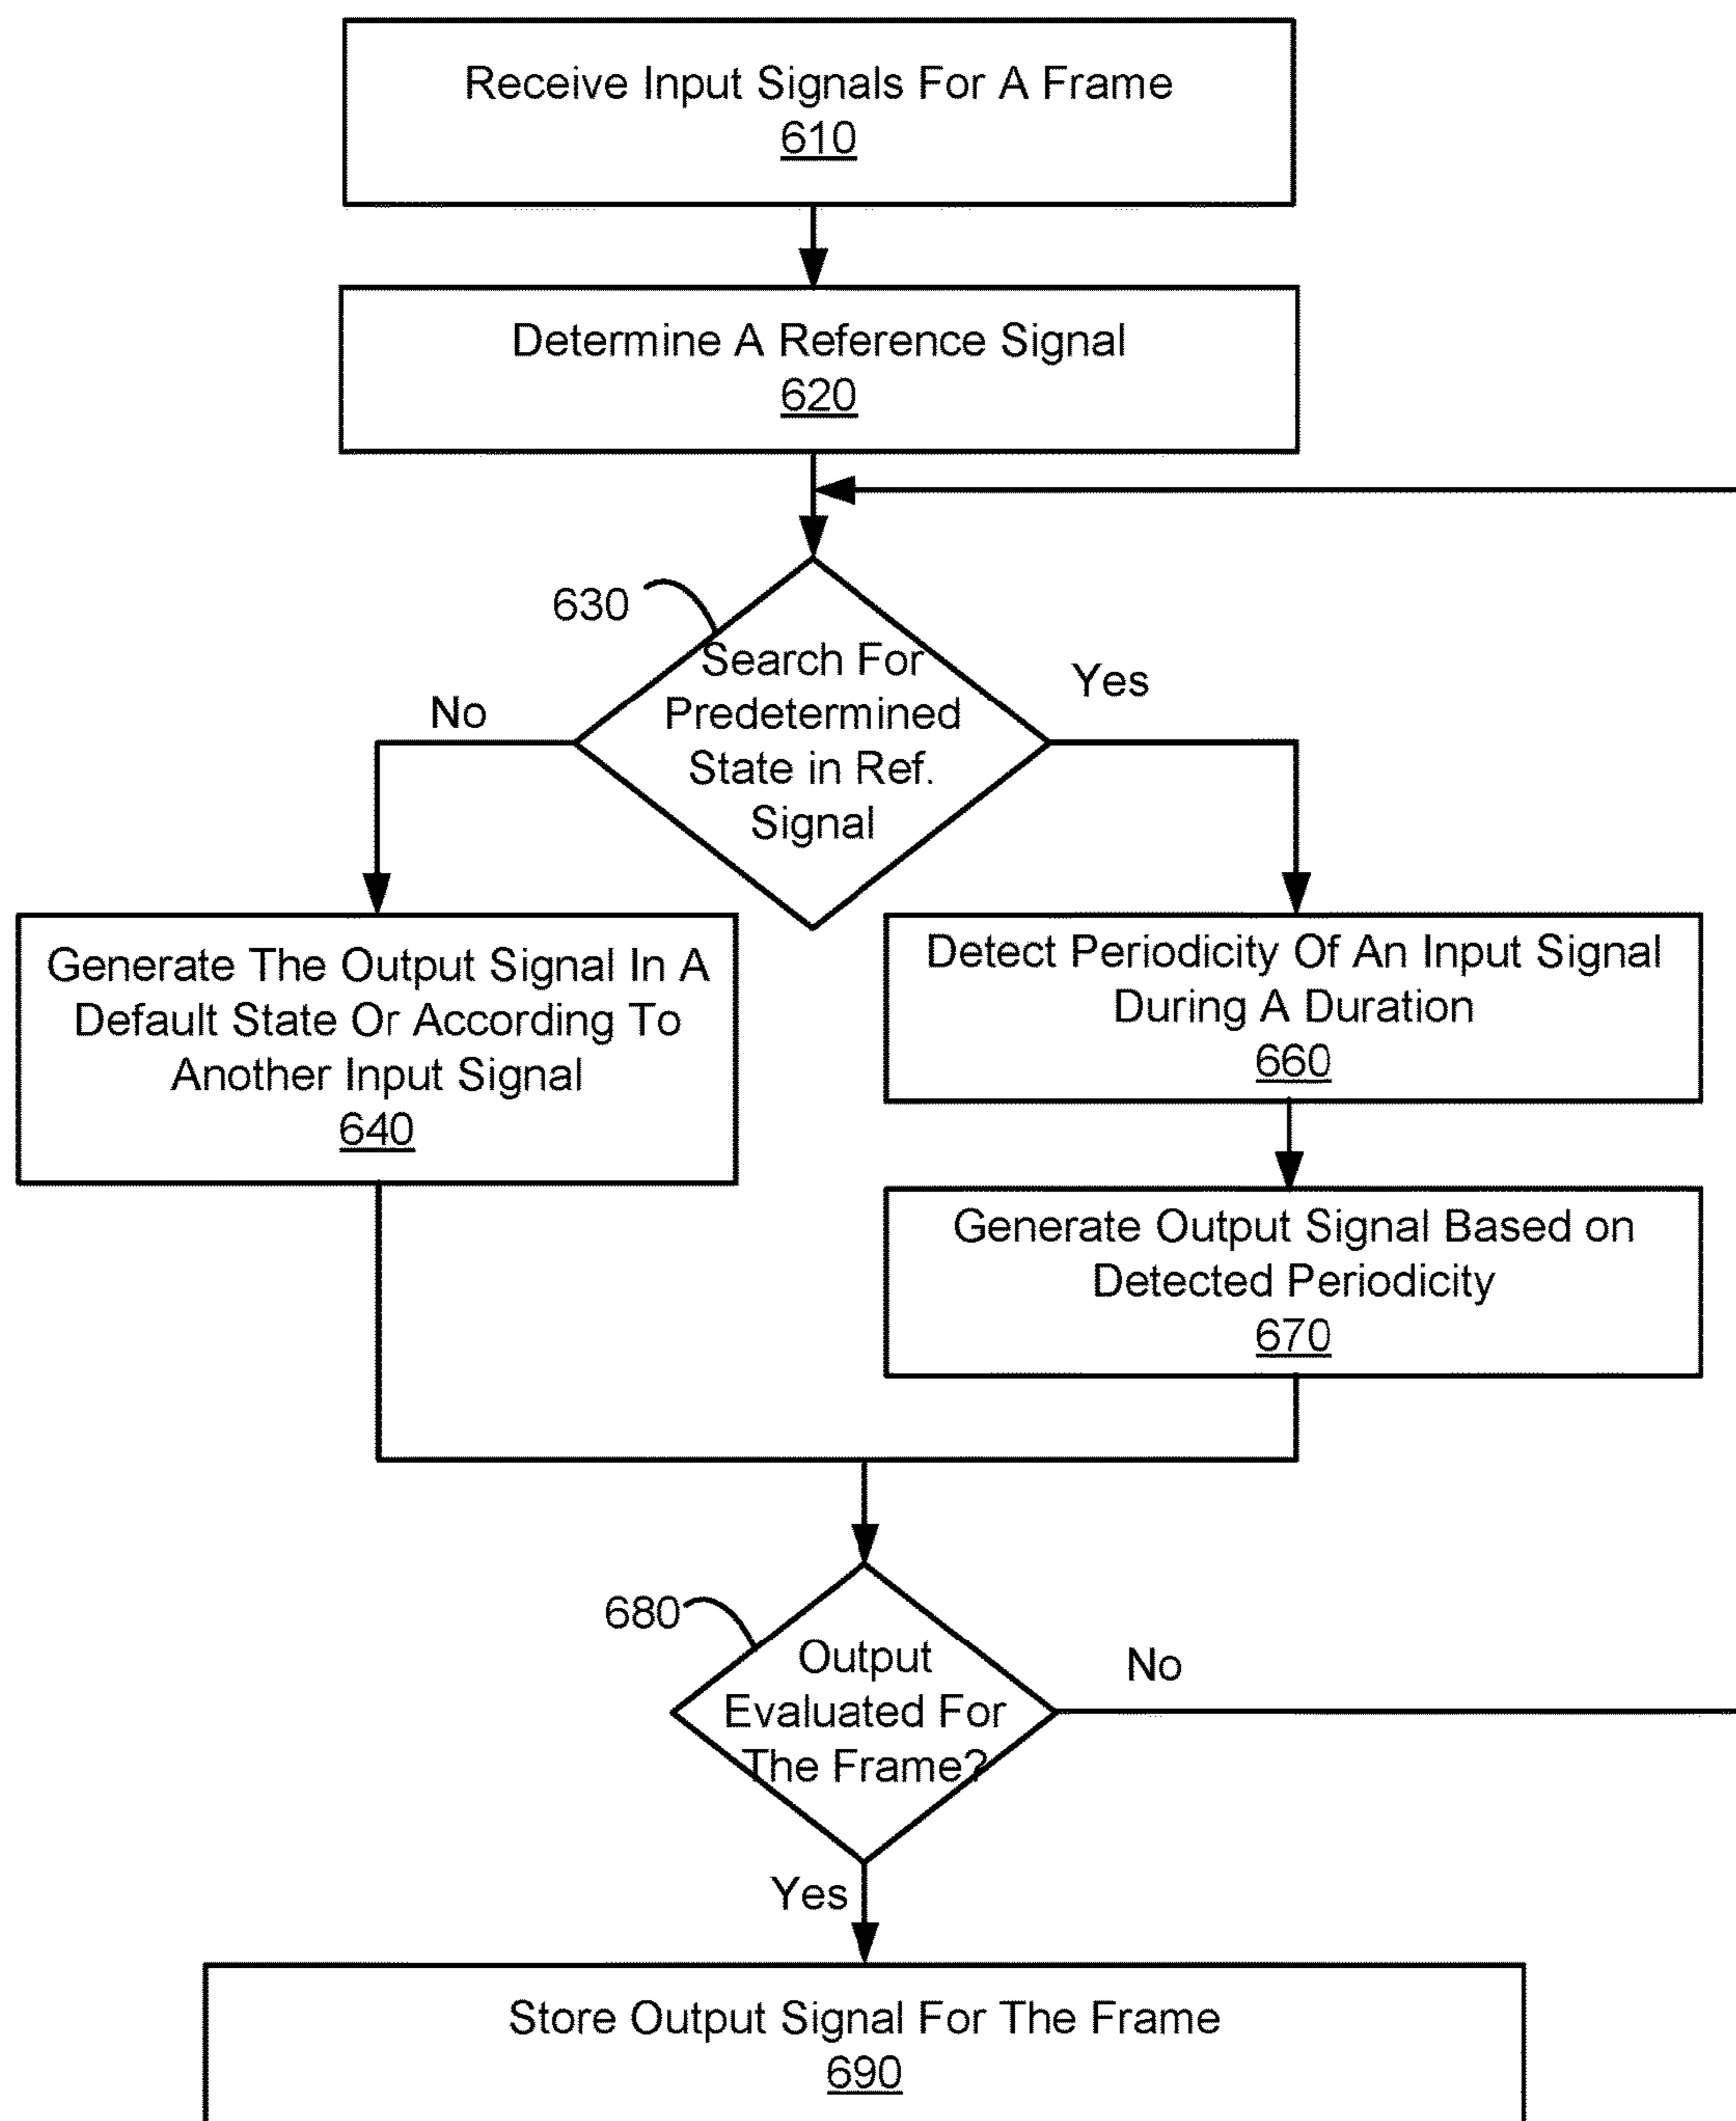 Receive Input Signals For A Frame
610
Determine A Reference Signal
620
630
Search For
Predetermined
State in Ref.
Signal
No
Yes
Generate The Output Signal In A
Default State Or According To
Another Input Signal
640
Detect Periodicity Of An Input Signal
During A Duration
660
Generate Output Signal Based on
Detected Periodicity
670
680
Output
Evaluated For
The Frame?
No
Yes
Store Output Signal For The Frame
690